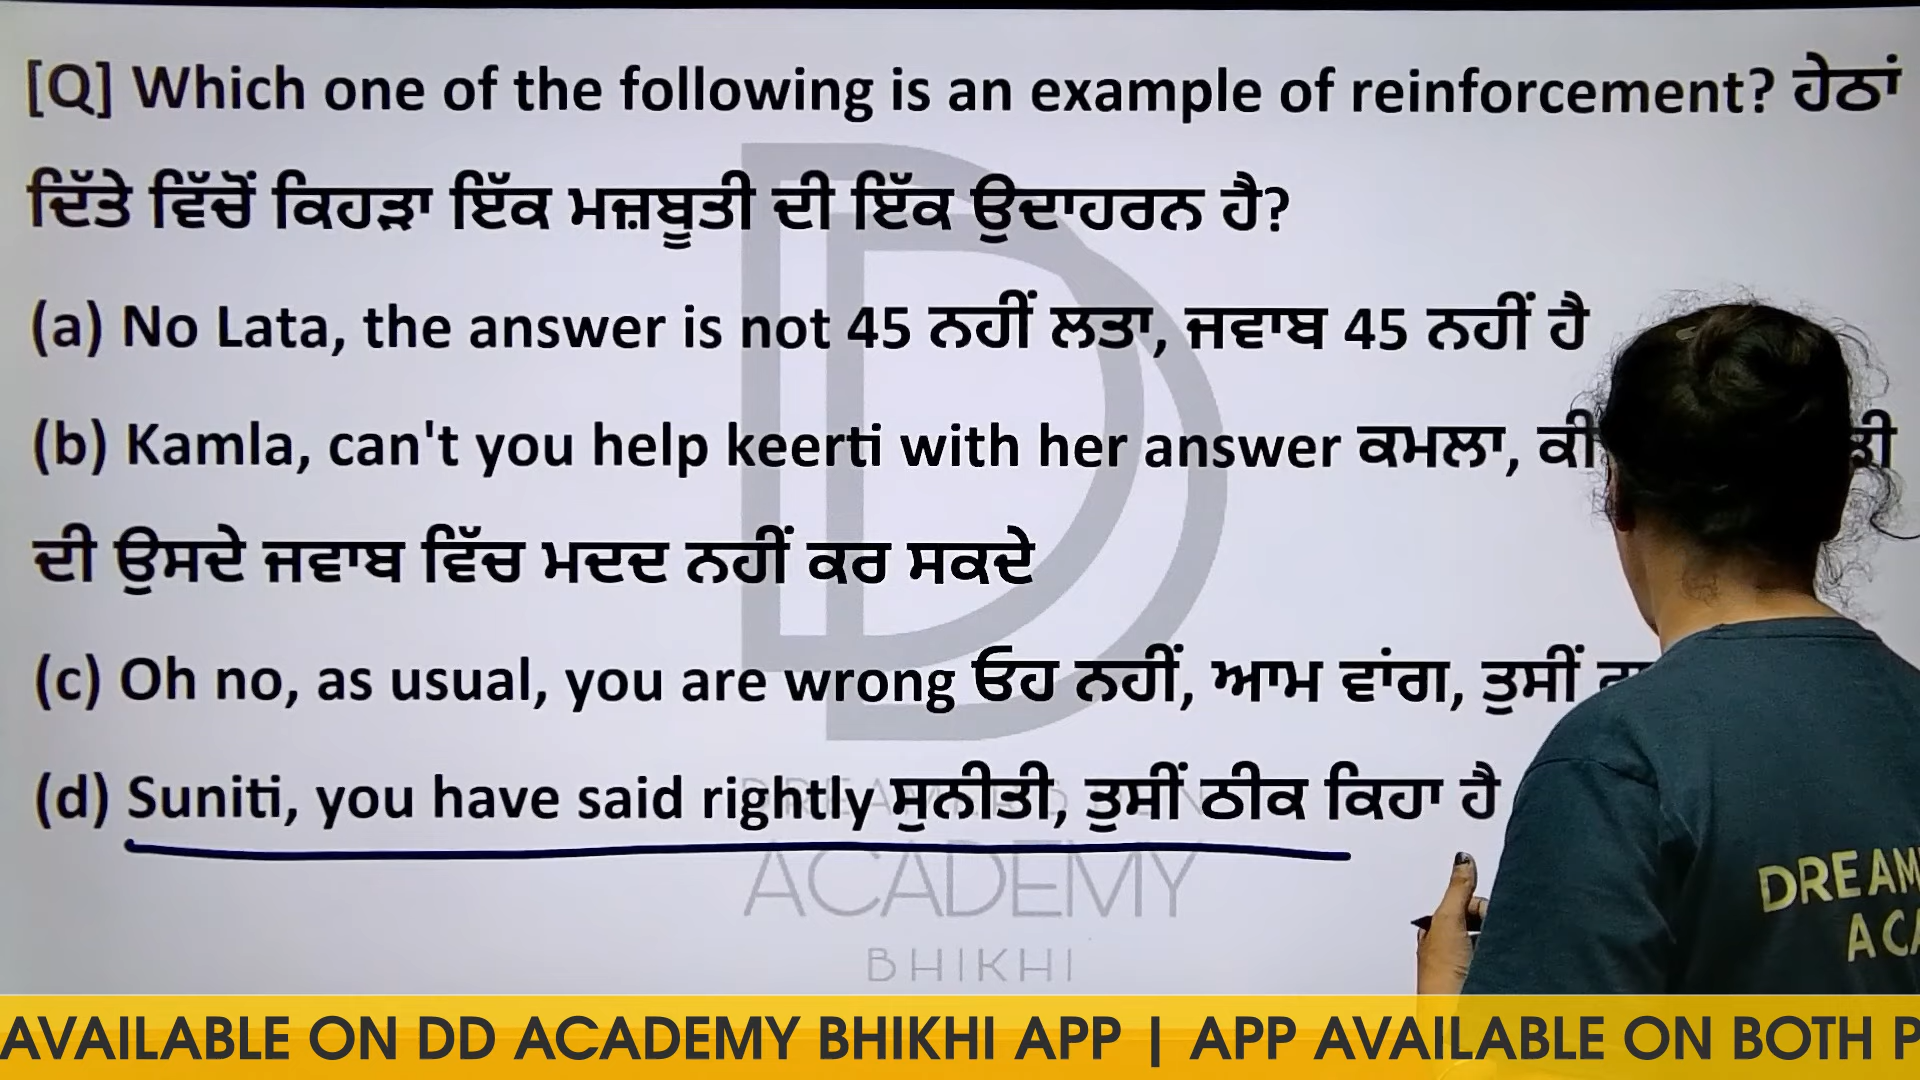 [Q] Which one of the following is an example of reinforcement? ਹੇਠਾਂ
ਦਿੱਤੇ ਵਿੱਚੋਂ ਕਿਹੜਾ ਇੱਕ ਮਜ਼ਬੂਤੀ ਦੀ ਇੱਕ ਉਦਾਹਰਨ ਹੈ?
(a) No Lata, the answer is not 45 ਨਹੀਂ ਲਤਾ, ਜਵਾਬ 45 ਨਹੀਂ ਹੈ
(b) Kamla, can't you help keerti with her answer ਕਮਲਾ, ਕੀ
ਦੀ ਉਸਦੇ ਜਵਾਬ ਵਿੱਚ ਮਦਦ ਨਹੀਂ ਕਰ ਸਕਦੇ
(c) Oh no, as usual, you are wrong ਓਹ ਨਹੀਂ, ਆਮ ਵਾਂਗ, ਤੁਸੀਂ
(d) Suniti, you have said rightly ਸੁਨੀਤੀ, ਤੁਸੀਂ ਠੀਕ ਕਿਹਾ ਹੈ
ACADEMY
BHIKHI
AVAILABLE ON DD ACADEMY BHIKHI APP | APP AVAILABLE ON BOTH